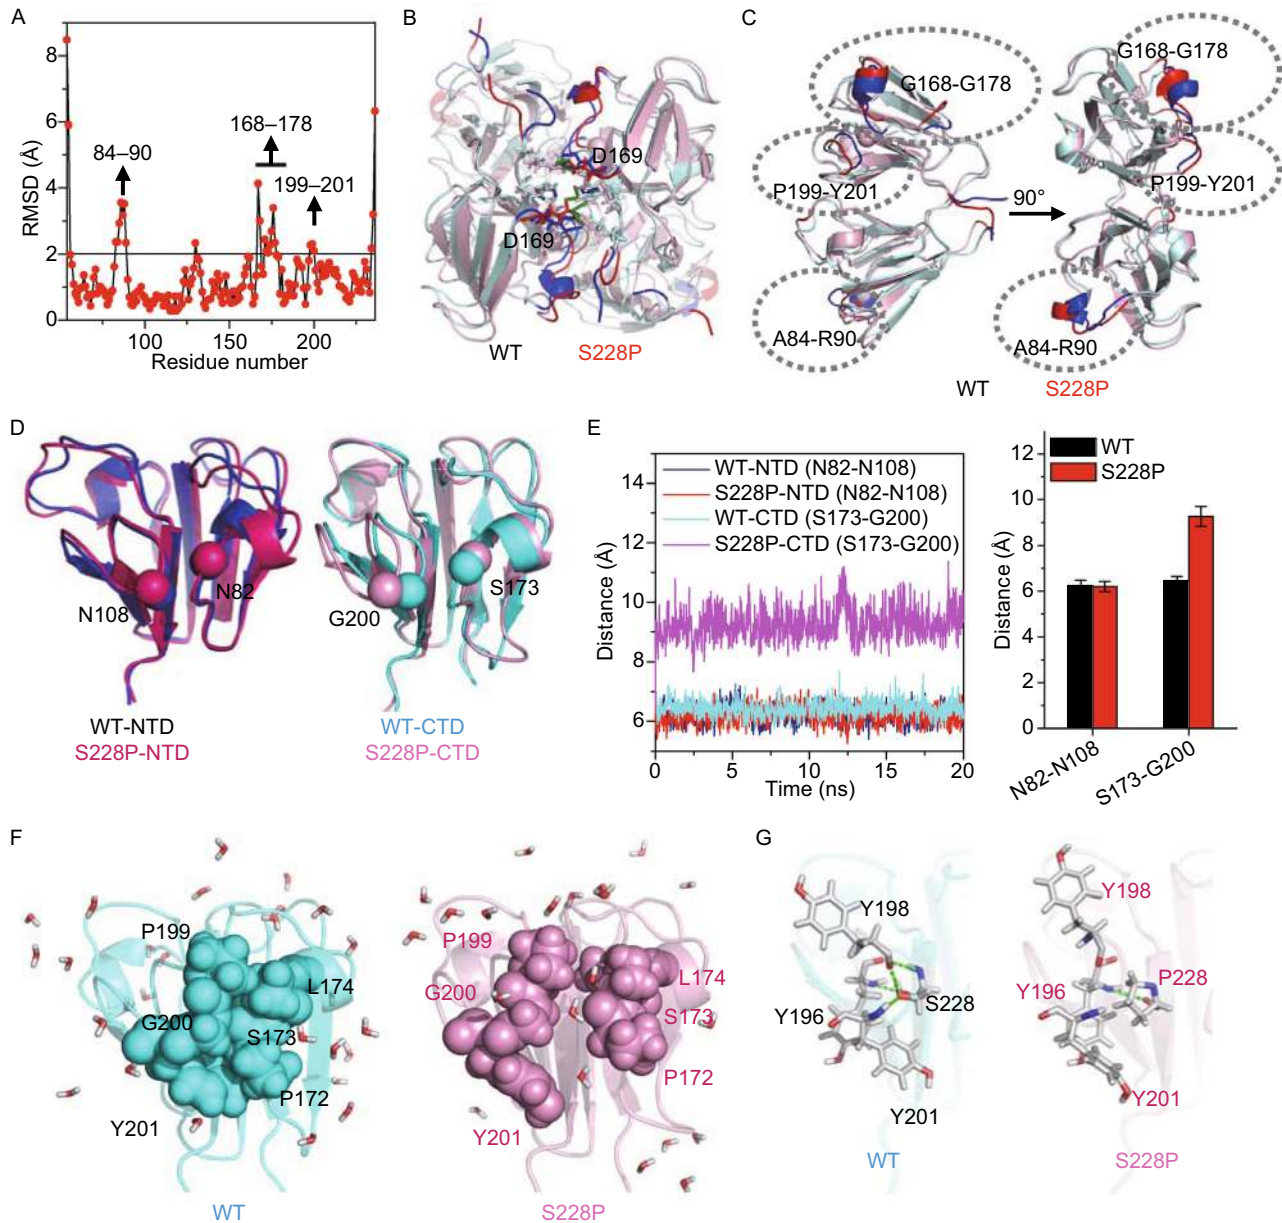 A
RMSD (Å)
8
6
4
2
0
84–90
168–178
199–201
100
150
200
Residue number
B
D169
D169
WT
S228P
C
G168-G178
G168-G178
P199-Y201
P199-Y201
90°
A84-R90
A84-R90
WT
S228P
D
N108
N82
G200
S173
WT-NTD
S228P-NTD
WT-CTD
S228P-CTD
E
WT-NTD (N82-N108)
S228P-NTD (N82-N108)
WT-CTD (S173-G200)
S228P-CTD (S173-G200)
Distance (Å)
14
12
10
8
6
0
5
10
15
20
Time (ns)
WT
S228P
Distance (Å)
12
10
8
6
4
2
0
N82-N108
S173-G200
F
P199
L174
G200
S173
P172
Y201
WT
P199
L174
G200
S173
P172
Y201
S228P
G
Y198
S228
Y196
Y201
WT
Y198
P228
Y196
Y201
S228P